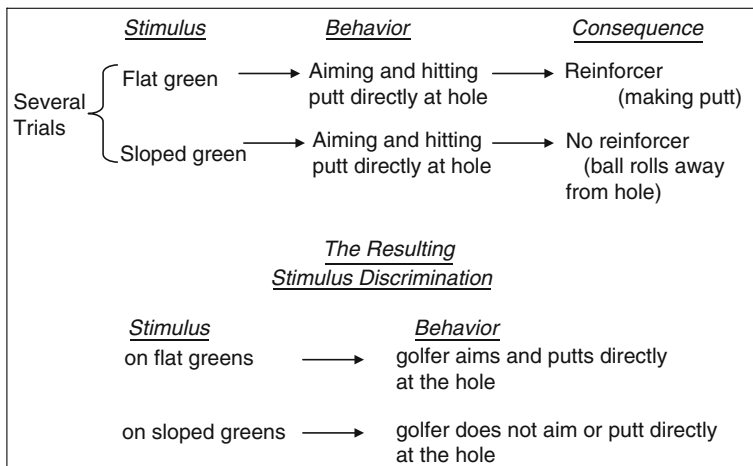 Stimulus Behavior Consequence
Flat green Aiming and hitting Reinforcer
putt directly at hole (making putt)
Several
Trials
Sloped green Aiming and hitting No reinforcer
putt directly at hole (ball rolls away
from hole)
The Resulting
Stimulus Discrimination
Stimulus Behavior
on flat greens golfer aims and putts directly
at the hole
on sloped greens golfer does not aim or putt directly
at the hole